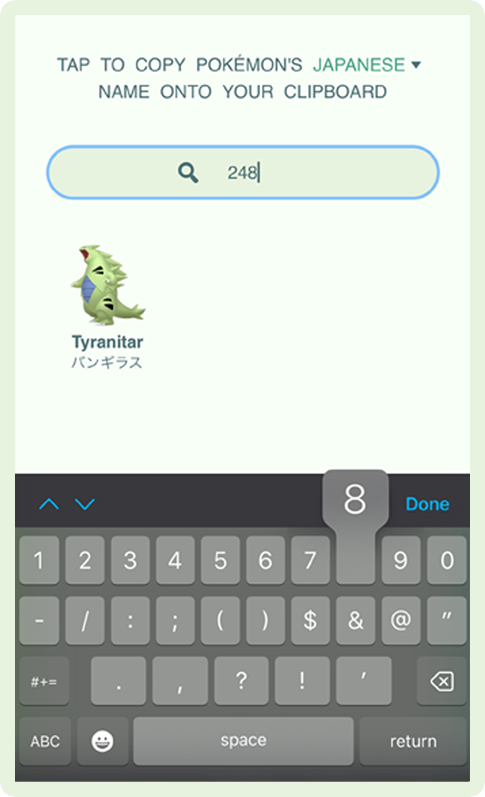 TAP TO COPY POKÉMON'S JAPANESE ▾
NAME ONTO YOUR CLIPBOARD
248
Tyranitar
バンギラス
8 Done
1 2 3 4 5 6 7 9 0
- / : ; ( ) $ & @ "
#+= . , ? ! '
ABC space return